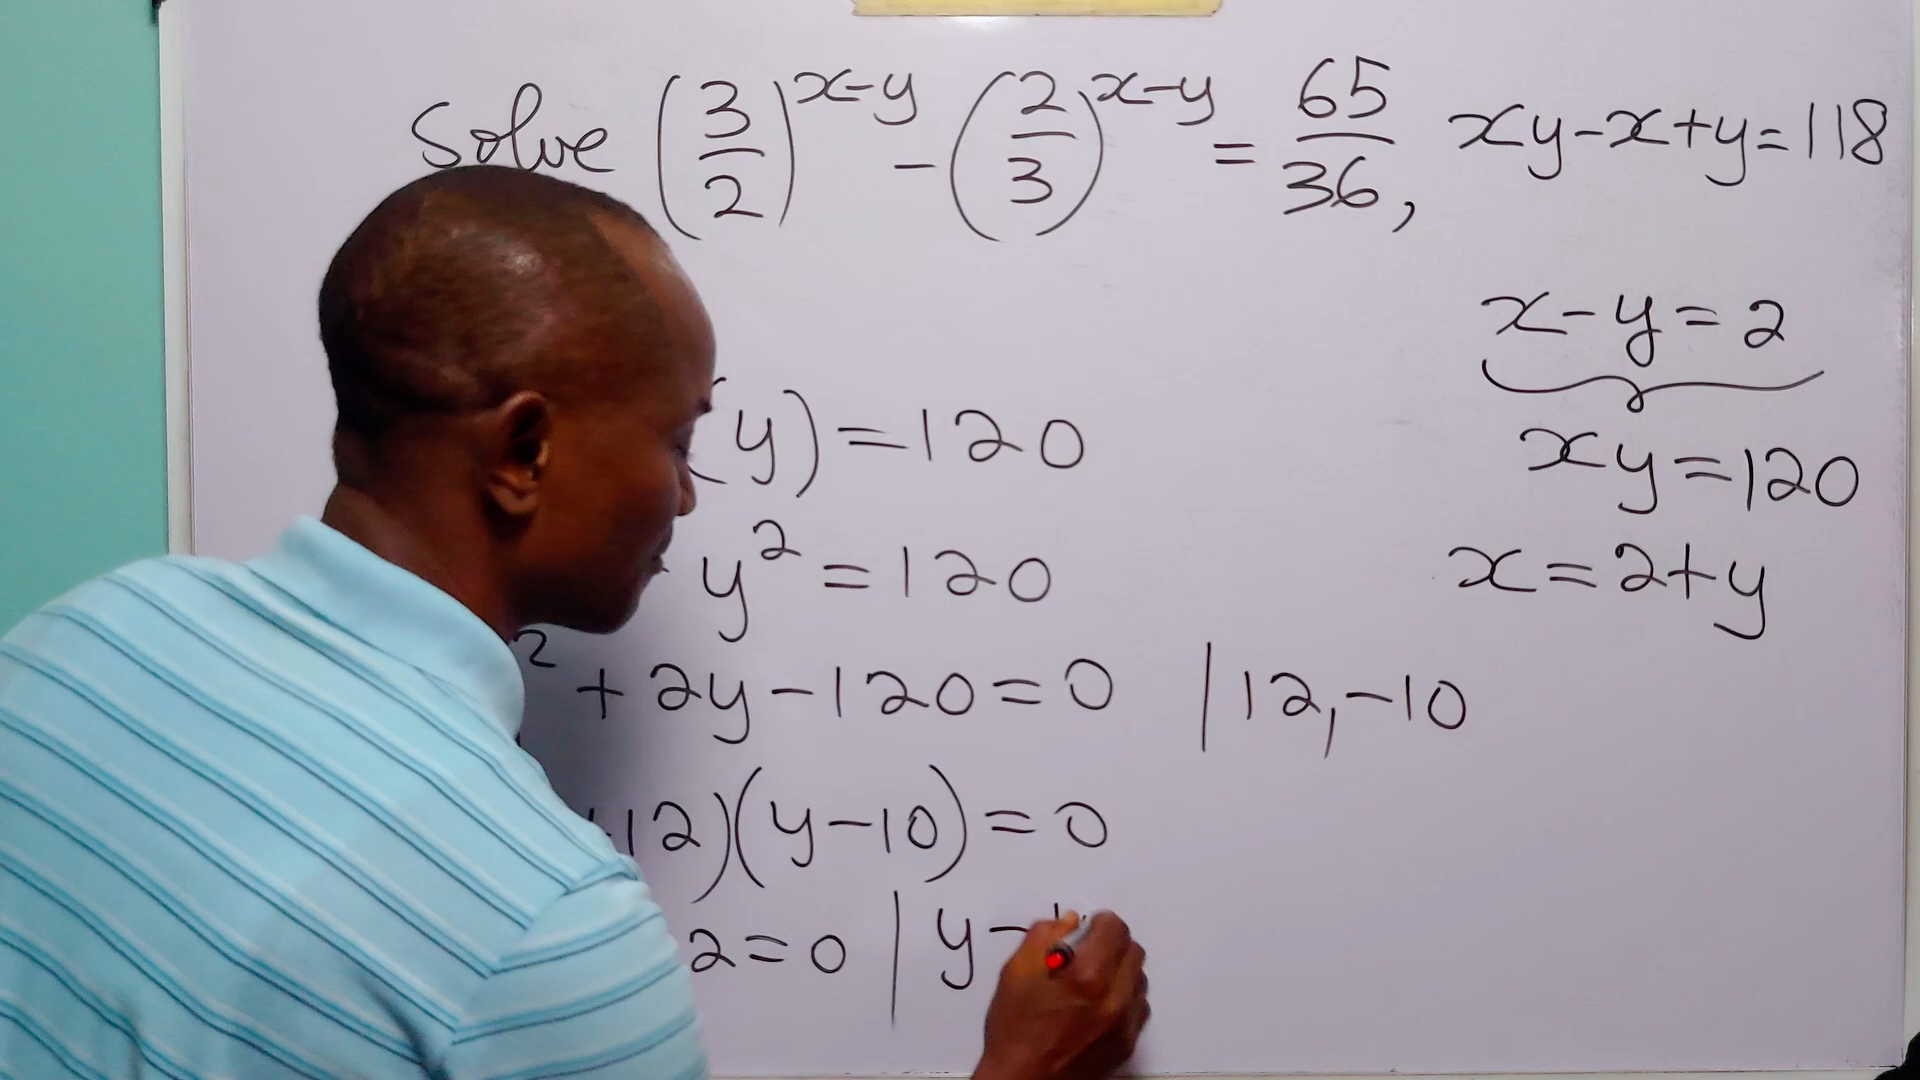 Solve (3/2)^(x-y) - (2/3)^(x-y) = 65/36, xy-x+y=118
x-y=2
xy=120
x=2+y
(y)=120
y²=120
² + 2y-120=0 | 12,-10
12)(y-10)=0
2=0 | y-